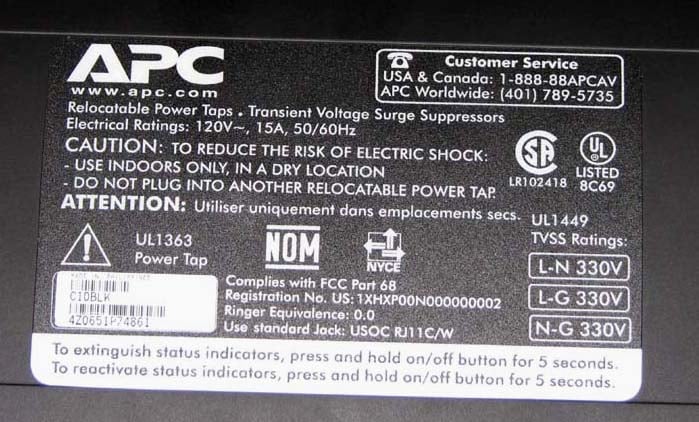 APC
www.apc.com
Customer Service
USA & Canada: 1-888-88APCAV
APC Worldwide: (401) 789-5735
Relocatable Power Taps . Transient Voltage Surge Suppressors
Electrical Ratings: 120V~, 15A, 50/60Hz
CAUTION: TO REDUCE THE RISK OF ELECTRIC SHOCK:
- USE INDOORS ONLY, IN A DRY LOCATION
- DO NOT PLUG INTO ANOTHER RELOCATABLE POWER TAP.
ATTENTION: Utiliser uniquement dans emplacements secs.
SA
LR102418
UL
LISTED
8C69
UL1363
Power Tap
NOM
NYCE
UL1449
TVSS Ratings:
L-N 330V
L-G 330V
N-G 330V
C10BLK
Complies with FCC Part 68
Registration No. US: 1XHXP00N000000002
Ringer Equivalence: 0.0
Use standard Jack: USOC RJ11C/W
To extinguish status indicators, press and hold on/off button for 5 seconds.
To reactivate status indicators, press and hold on/off button for 5 seconds.